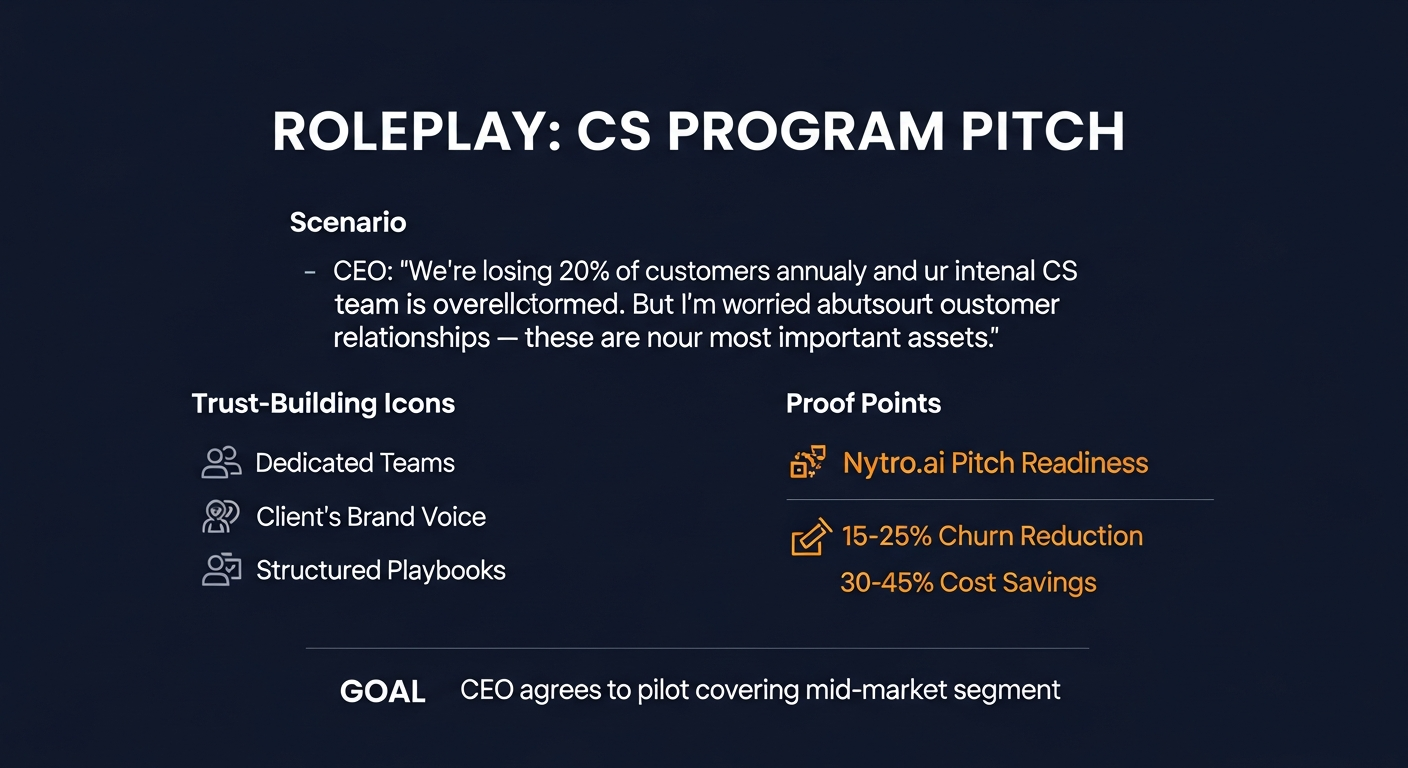 ROLEPLAY: CS PROGRAM PITCH
Scenario
– CEO: "We're losing 20% of customers annualy and ur intenal CS
team is overellctormed. But I'm worried abutsourt oustomer
relationships — these are nour most important assets."
Trust-Building Icons
Dedicated Teams
Client's Brand Voice
Structured Playbooks
Proof Points
Nytro.ai Pitch Readiness
15-25% Churn Reduction
30-45% Cost Savings
GOAL CEO agrees to pilot covering mid-market segment